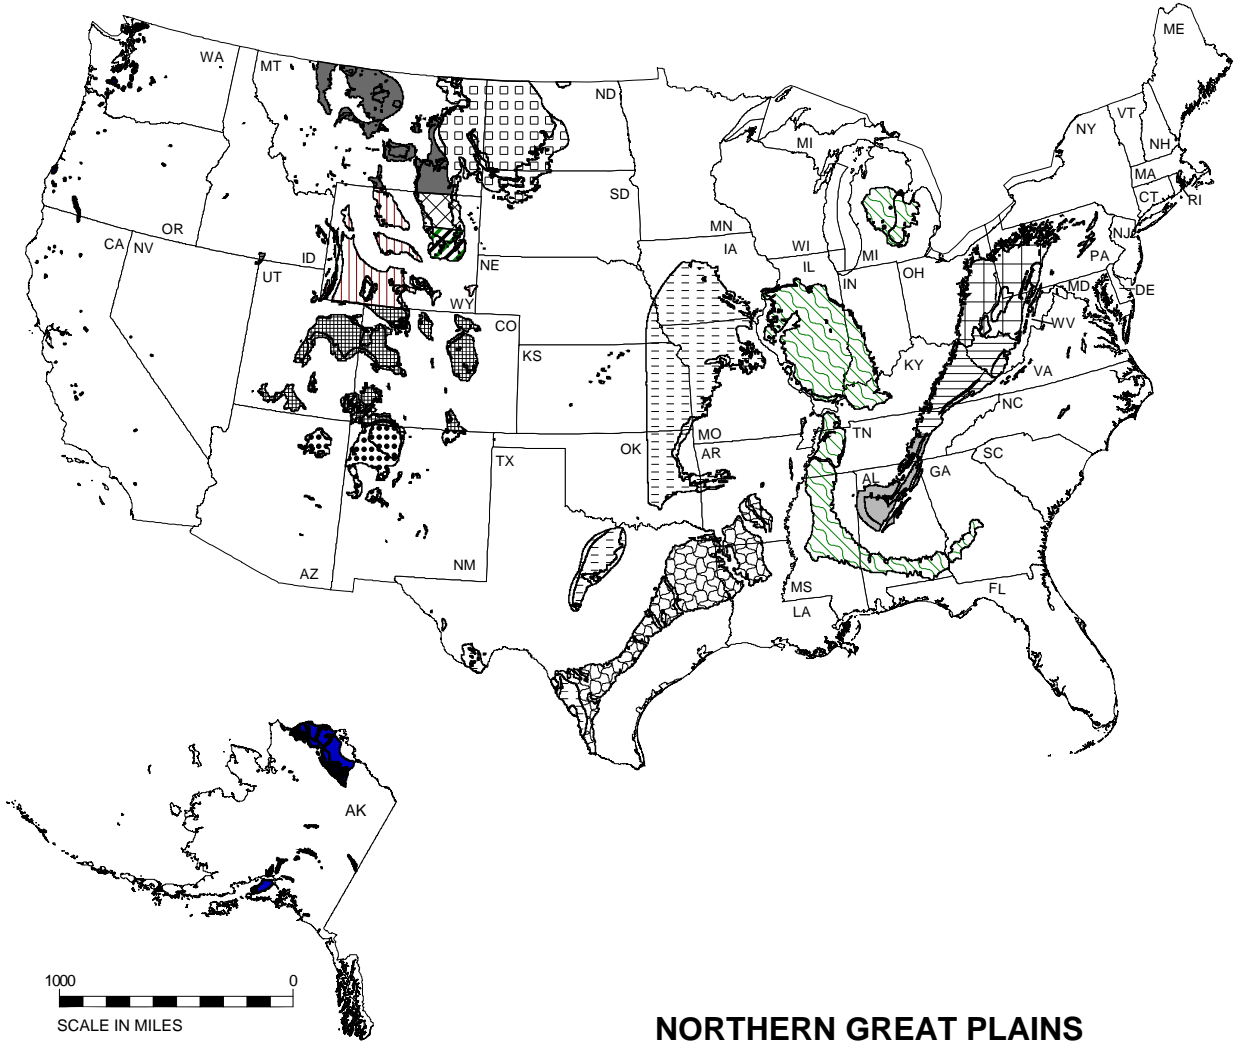 ME
WA
MT
ND
VT
NY
NH
MI
MA
CT
RI
SD
OR
MN
NJ
CA
NV
WI
IA
MI
PA
ID
NE
IL
OH
UT
IN
MD
DE
WY
CO
WV
KS
KY
VA
NC
MO
TN
OK
AR
SC
TX
GA
AL
NM
AZ
MS
FL
LA
AK
1000 0
SCALE IN MILES
NORTHERN GREAT PLAINS